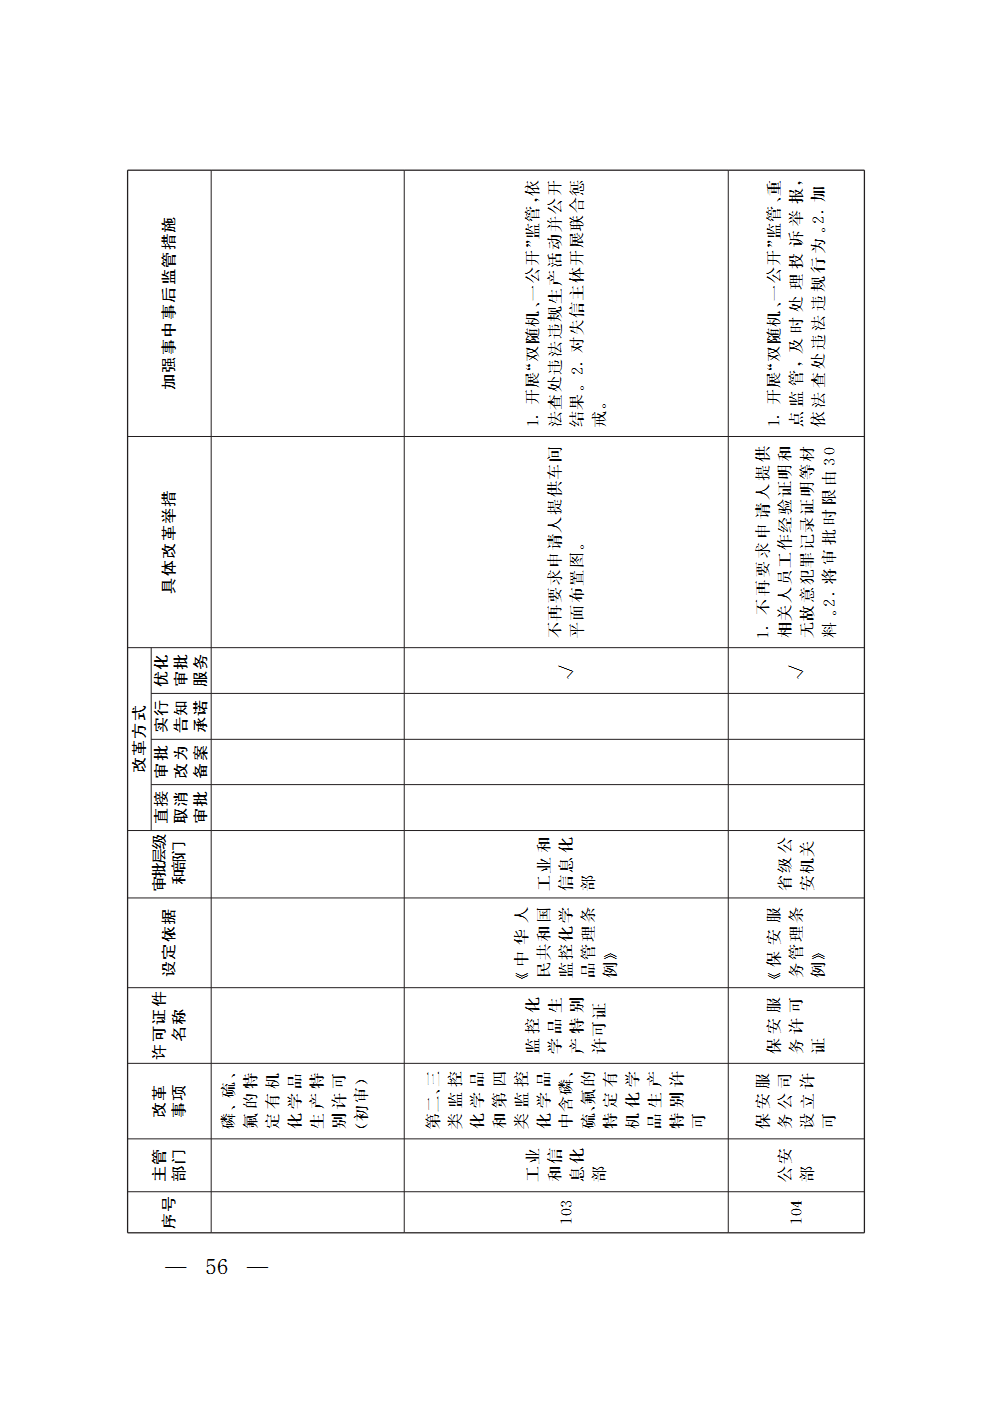 序号
主管
部门
改革
事项
许可证件
名称
设定依据
审批层级
和部门
改革方式
直接
取消
审批
审批
改为
备案
实行
告知
承诺
优化
审批
服务
具体改革举措
加强事中事后监管措施
磷、硫、
氟的特
定有机
化学品
生产特
别许可
（初审）
103
工业
和信
息化
部
第二、三
类监控
化学品
和第四
类监控
化学品
中含磷、
硫、氟的
特定有
机化学
品生产
特别许
可
监控化
学品生
产特别
许可证
《中华人
民共和国
监控化学
品管理条
例》
工业和
信息化
部
√
不再要求申请人提供车间
平面布置图。
1. 开展“双随机、一公开”监管，依
法查处违法违规生产活动并公开
结果。2. 对失信主体开展联合惩
戒。
104
公安
部
保安服
务公司
设立许
可
保安服
务许可
证
《保安服
务管理条
例》
省级公
安机关
√
1. 不再要求申请人提供
相关人员工作经验证明和
无故意犯罪记录证明等材
料。2. 将审批时限由30
1. 开展“双随机、一公开”监管、重
点监管，及时处理投诉举报，
依法查处违法违规行为。2. 加
— 56 —